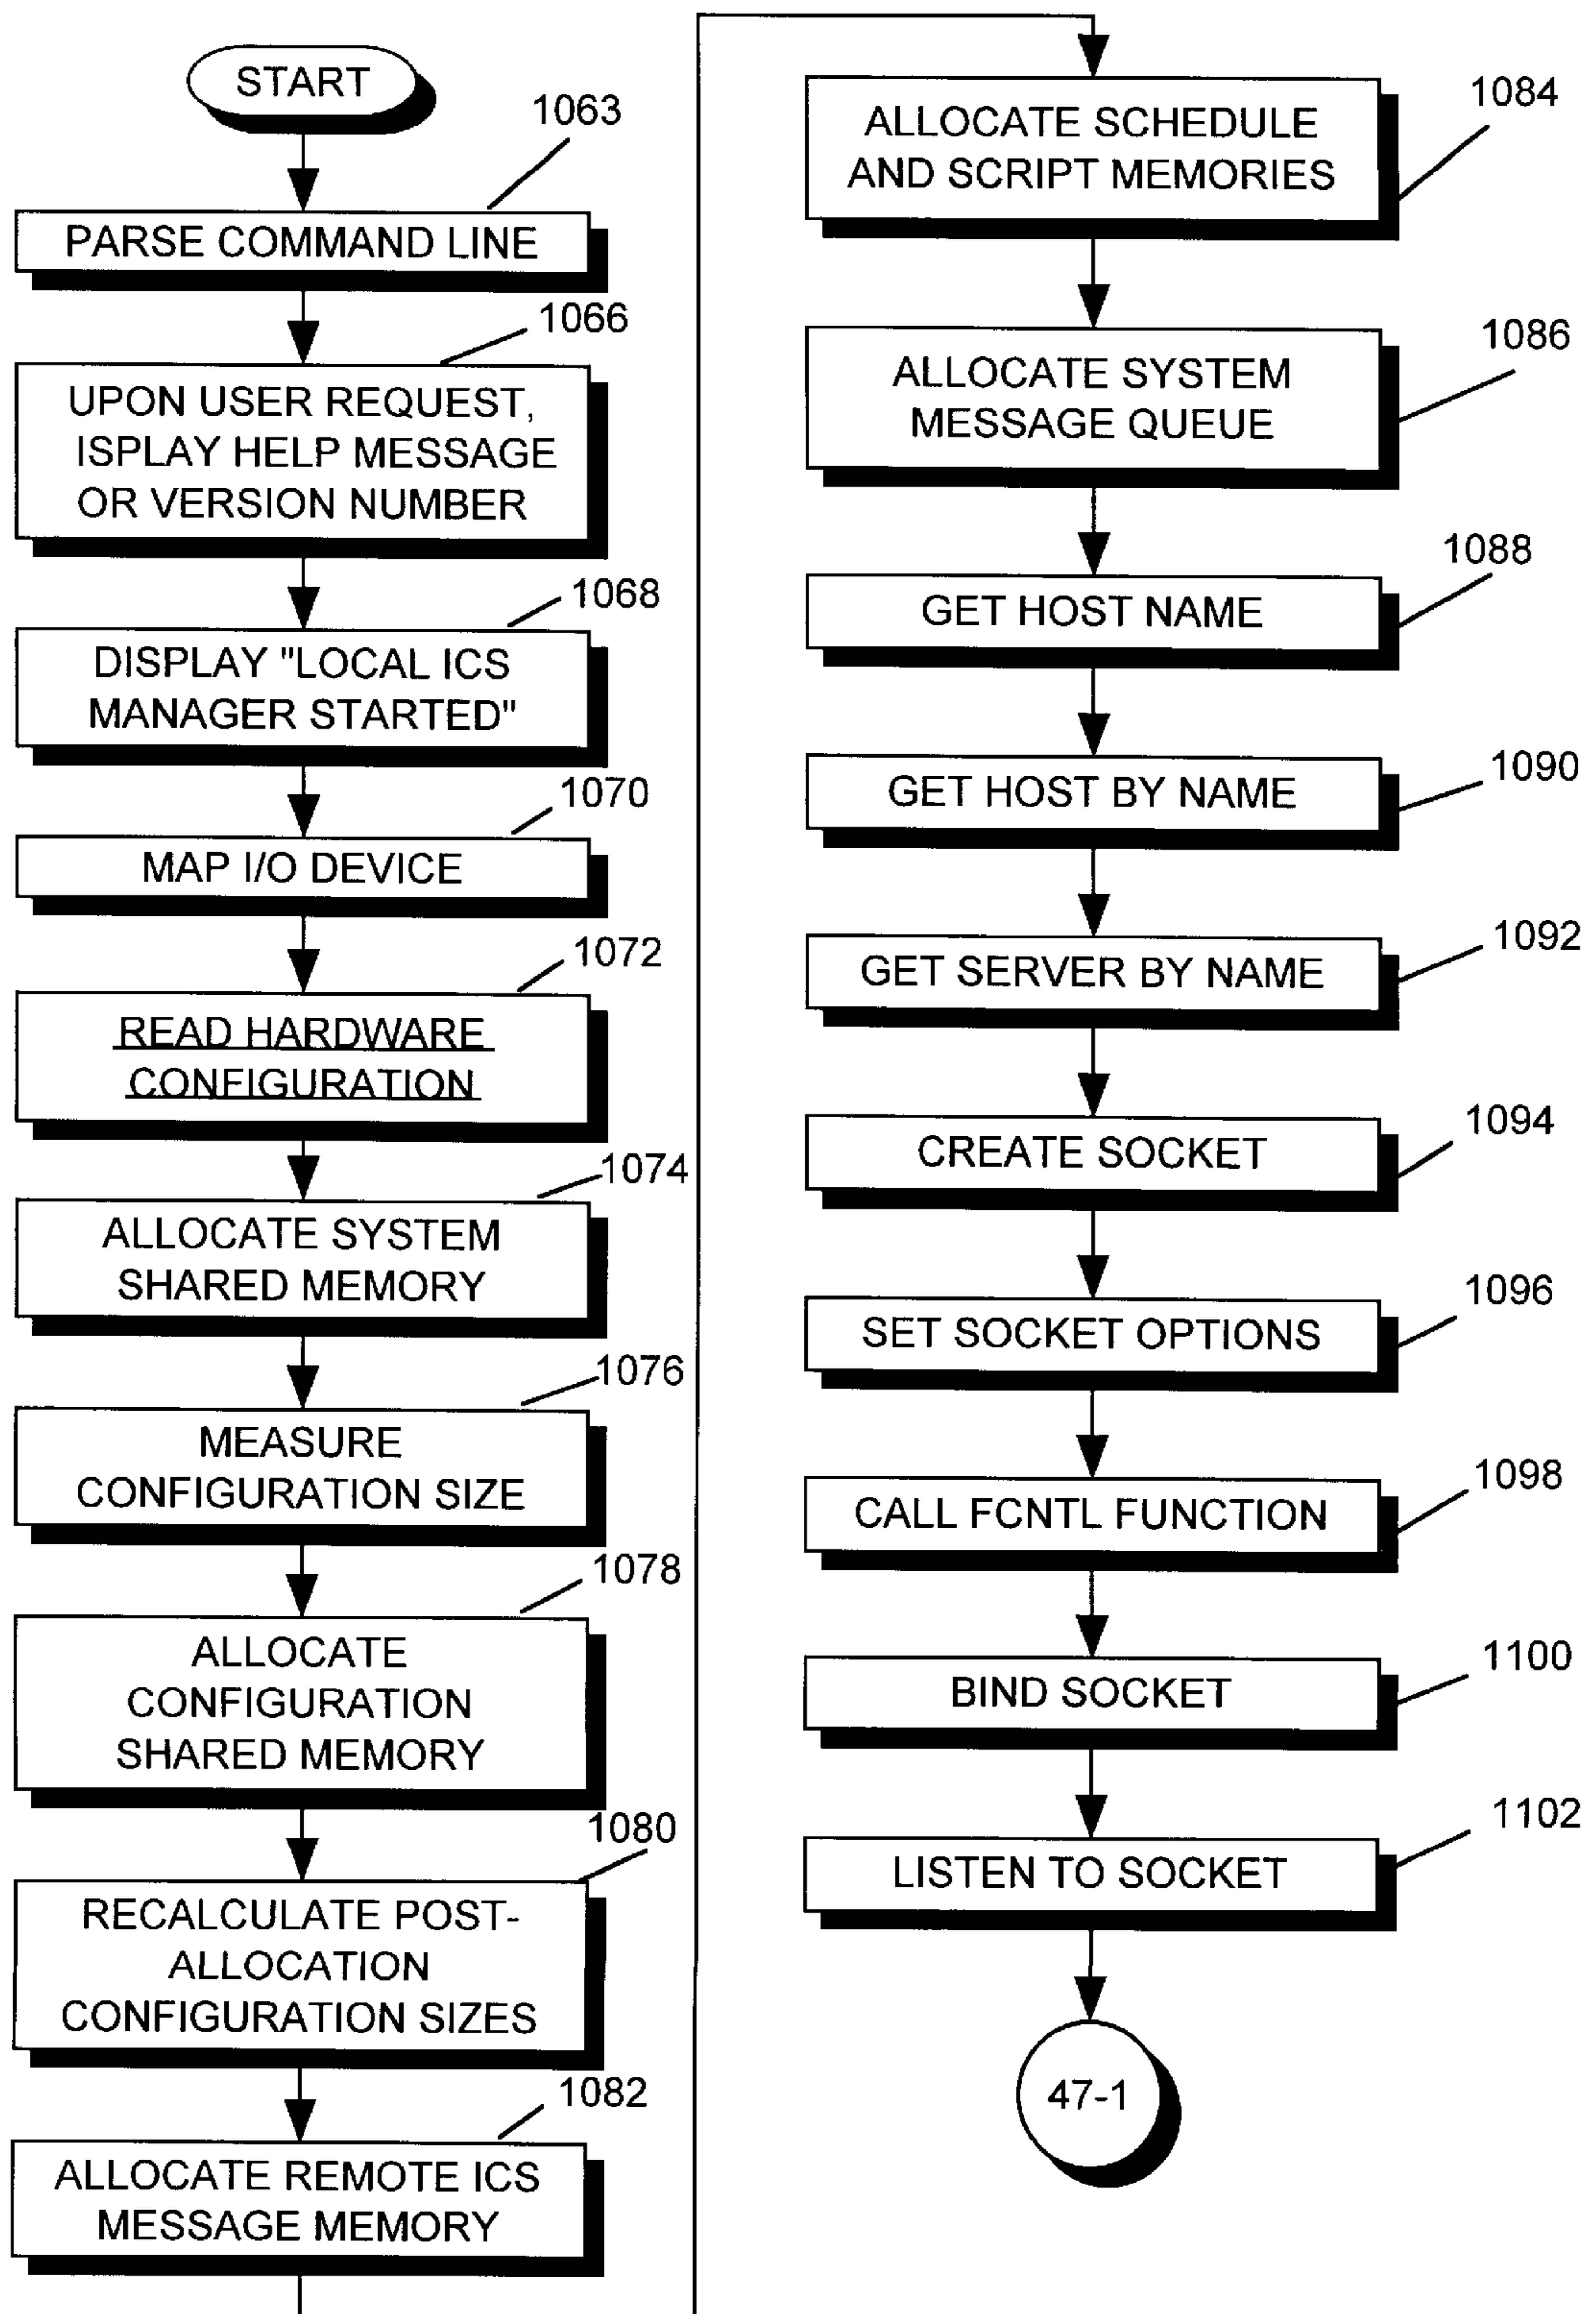 START
1063
PARSE COMMAND LINE
1066
UPON USER REQUEST,
ISPLAY HELP MESSAGE
OR VERSION NUMBER
1068
DISPLAY "LOCAL ICS
MANAGER STARTED"
1070
MAP I/O DEVICE
1072
READ HARDWARE
CONFIGURATION
1074
ALLOCATE SYSTEM
SHARED MEMORY
1076
MEASURE
CONFIGURATION SIZE
1078
ALLOCATE
CONFIGURATION
SHARED MEMORY
1080
RECALCULATE POST-
ALLOCATION
CONFIGURATION SIZES
1082
ALLOCATE REMOTE ICS
MESSAGE MEMORY
1084
ALLOCATE SCHEDULE
AND SCRIPT MEMORIES
1086
ALLOCATE SYSTEM
MESSAGE QUEUE
1088
GET HOST NAME
1090
GET HOST BY NAME
1092
GET SERVER BY NAME
1094
CREATE SOCKET
1096
SET SOCKET OPTIONS
1098
CALL FCNTL FUNCTION
1100
BIND SOCKET
1102
LISTEN TO SOCKET
47-1